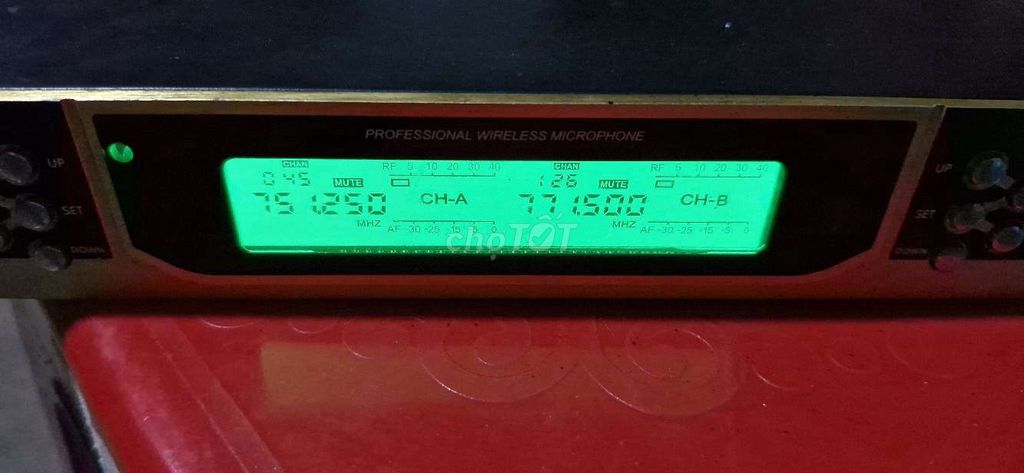 PROFESSIONAL WIRELESS MICROPHONE
UP
SET
DOWN
CHAN
045
MUTE
RF 5 10 20 30 40
751.250
CH-A
MHZ
AF -30 -25 -15 -5 0
CHAN
126
MUTE
RF 5 10 20 30 40
771.500
CH-B
MHZ
AF -30 -25 -15 -5 0
UP
SET
DOWN
chợTỐT